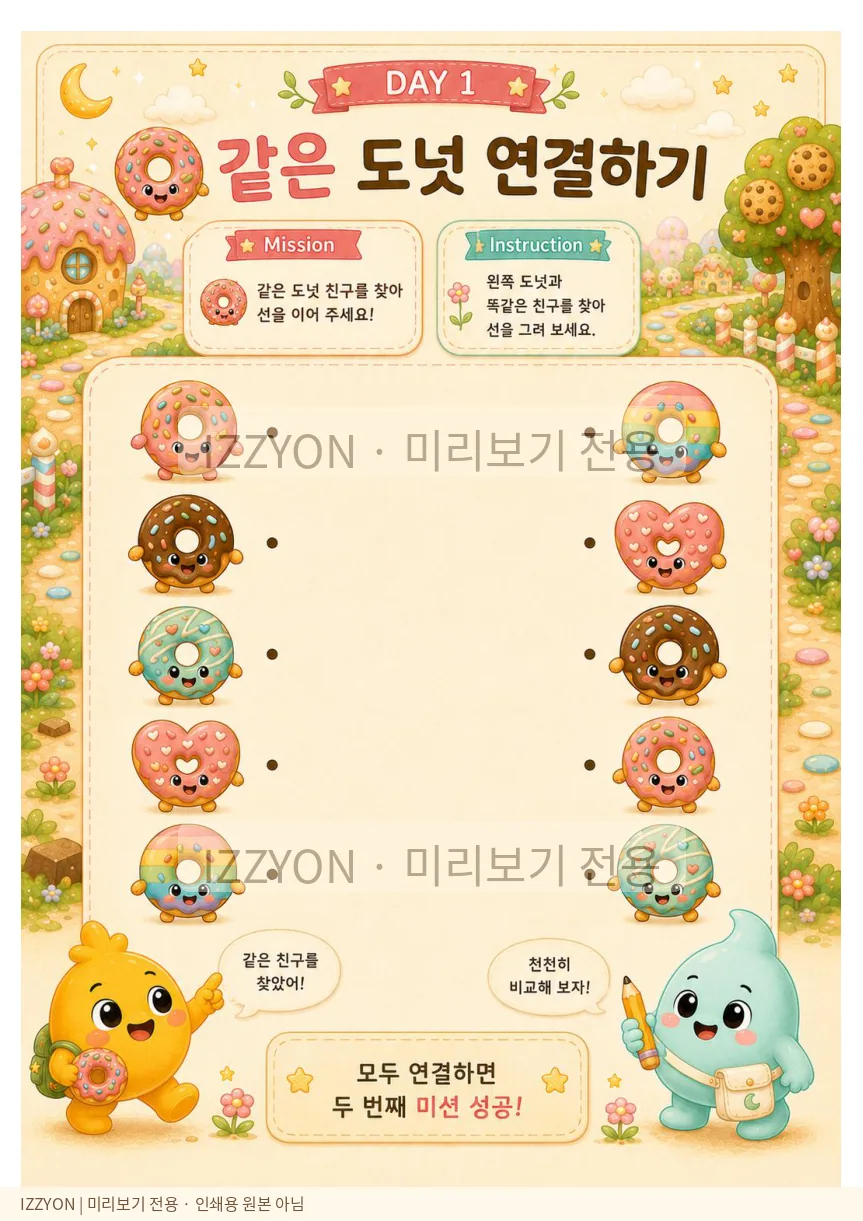 DAY 1
같은 도넛 연결하기
Mission
같은 도넛 친구를 찾아
선을 이어 주세요!
Instruction
왼쪽 도넛과
똑같은 친구를 찾아
선을 그려 보세요.
IZZYON · 미리보기 전용
IZZYON · 미리보기 전용
같은 친구를
찾았어!
천천히
비교해 보자!
모두 연결하면
두 번째 미션 성공!
IZZYON | 미리보기 전용 · 인쇄용 원본 아님